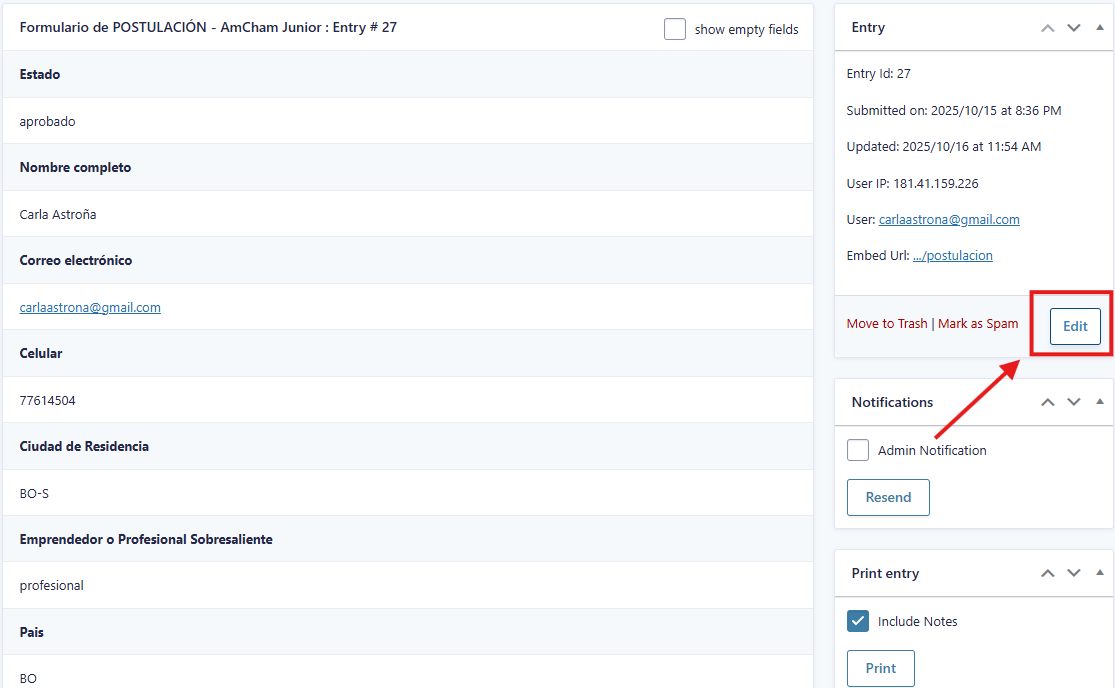 Formulario de POSTULACIÓN - AmCham Junior : Entry # 27
show empty fields
Estado
aprobado
Nombre completo
Carla Astroña
Correo electrónico
carlaastrona@gmail.com
Celular
77614504
Ciudad de Residencia
BO-S
Emprendedor o Profesional Sobresaliente
profesional
Pais
BO
Entry
Entry Id: 27
Submitted on: 2025/10/15 at 8:36 PM
Updated: 2025/10/16 at 11:54 AM
User IP: 181.41.159.226
User: carlaastrona@gmail.com
Embed Url: .../postulacion
Move to Trash | Mark as Spam
Edit
Notifications
Admin Notification
Resend
Print entry
Include Notes
Print